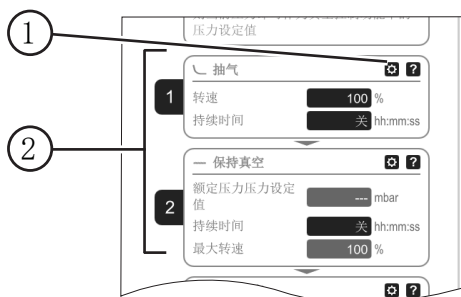 压力设定值
1
抽气
?
1
转速 100 %
持续时间 关 hh:mm:ss
2
保持真空
?
2
额定压力压力设定
值 --- mbar
持续时间 关 hh:mm:ss
最大转速 100 %
?